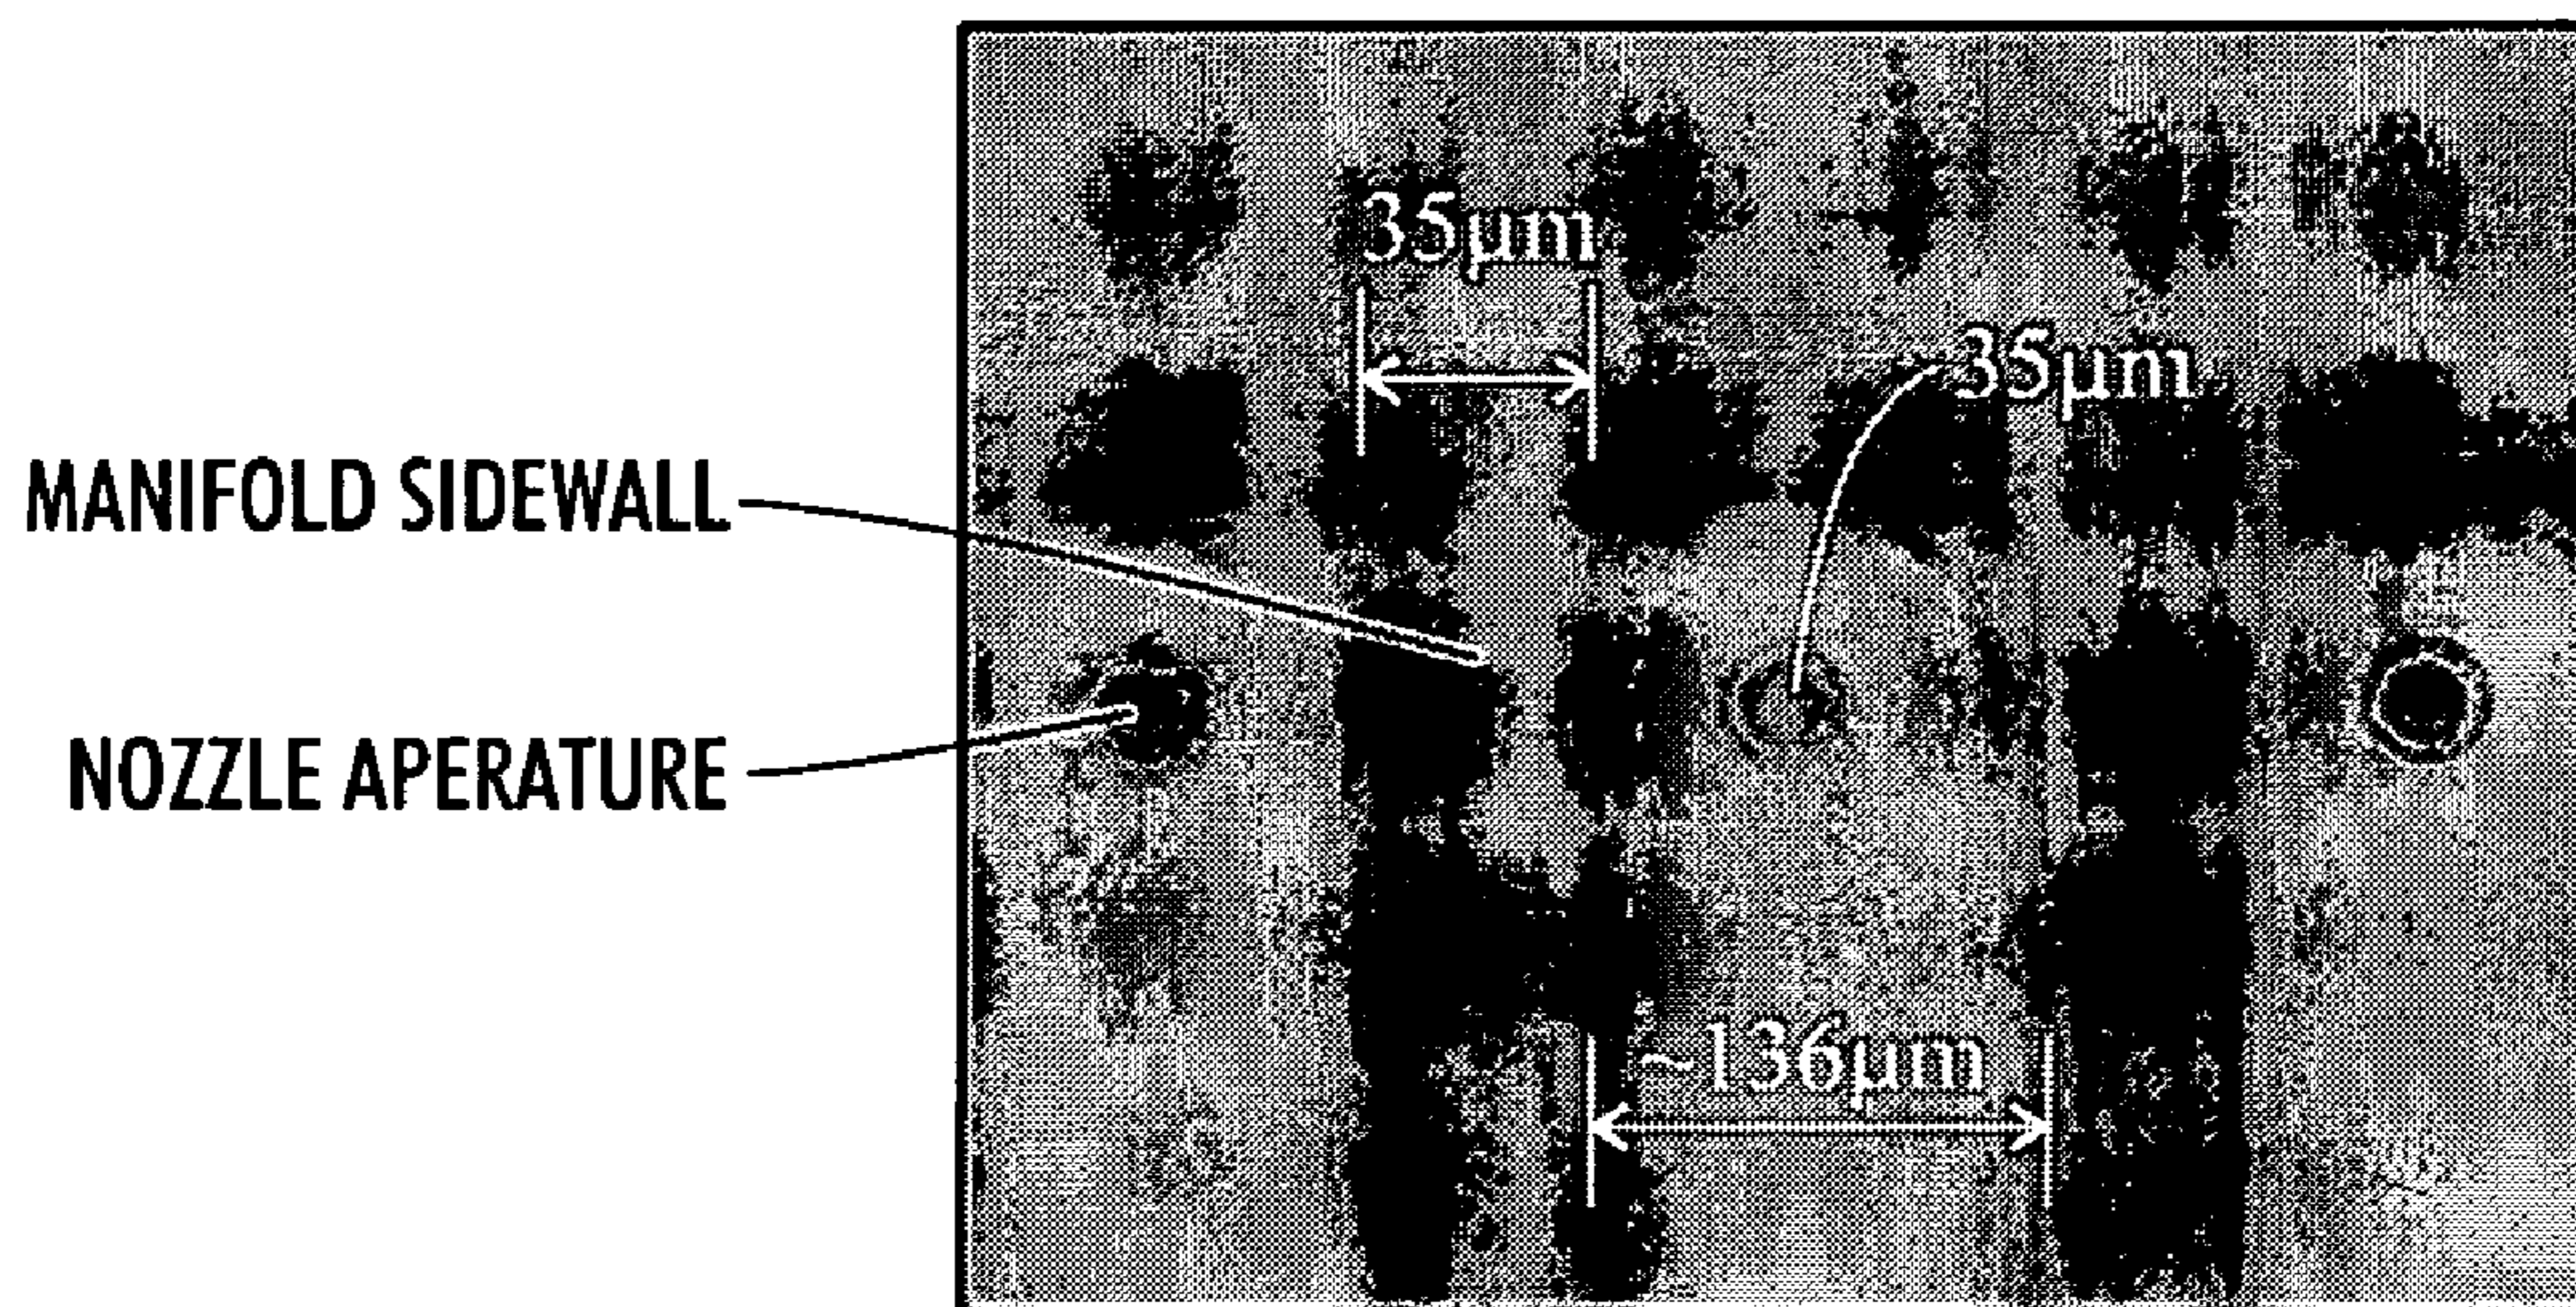 35μm
35μm
MANIFOLD SIDEWALL
NOZZLE APERATURE
~136μm